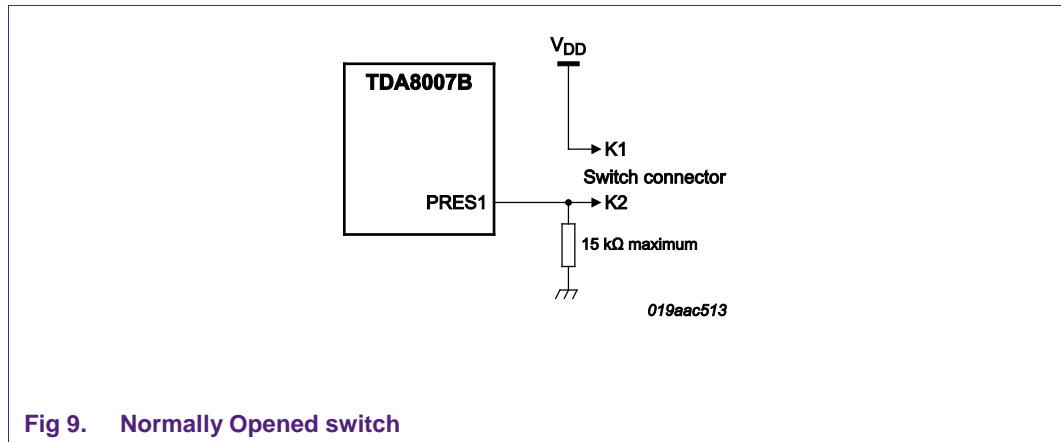 VDD
TDA8007B
K1
Switch connector
PRES1
K2
15 kΩ maximum
019aac513
Fig 9. Normally Opened switch